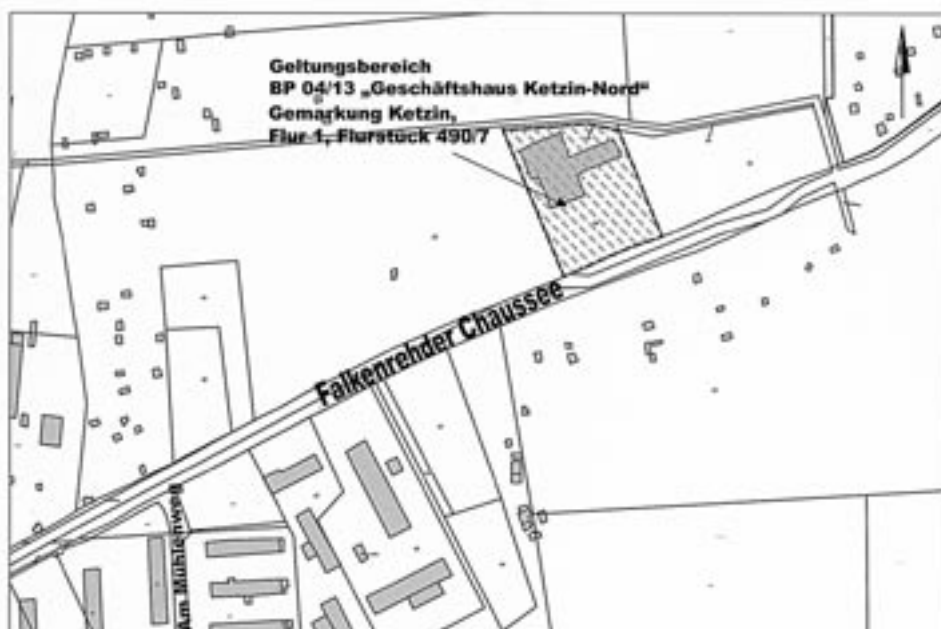 Geltungsbereich
BP 04/13 „Geschäftshaus Ketzin-Nord“
Gemarkung Ketzin,
Flur 1, Flurstück 490/7
Falkenrehder Chaussee
Am Mühlenweg